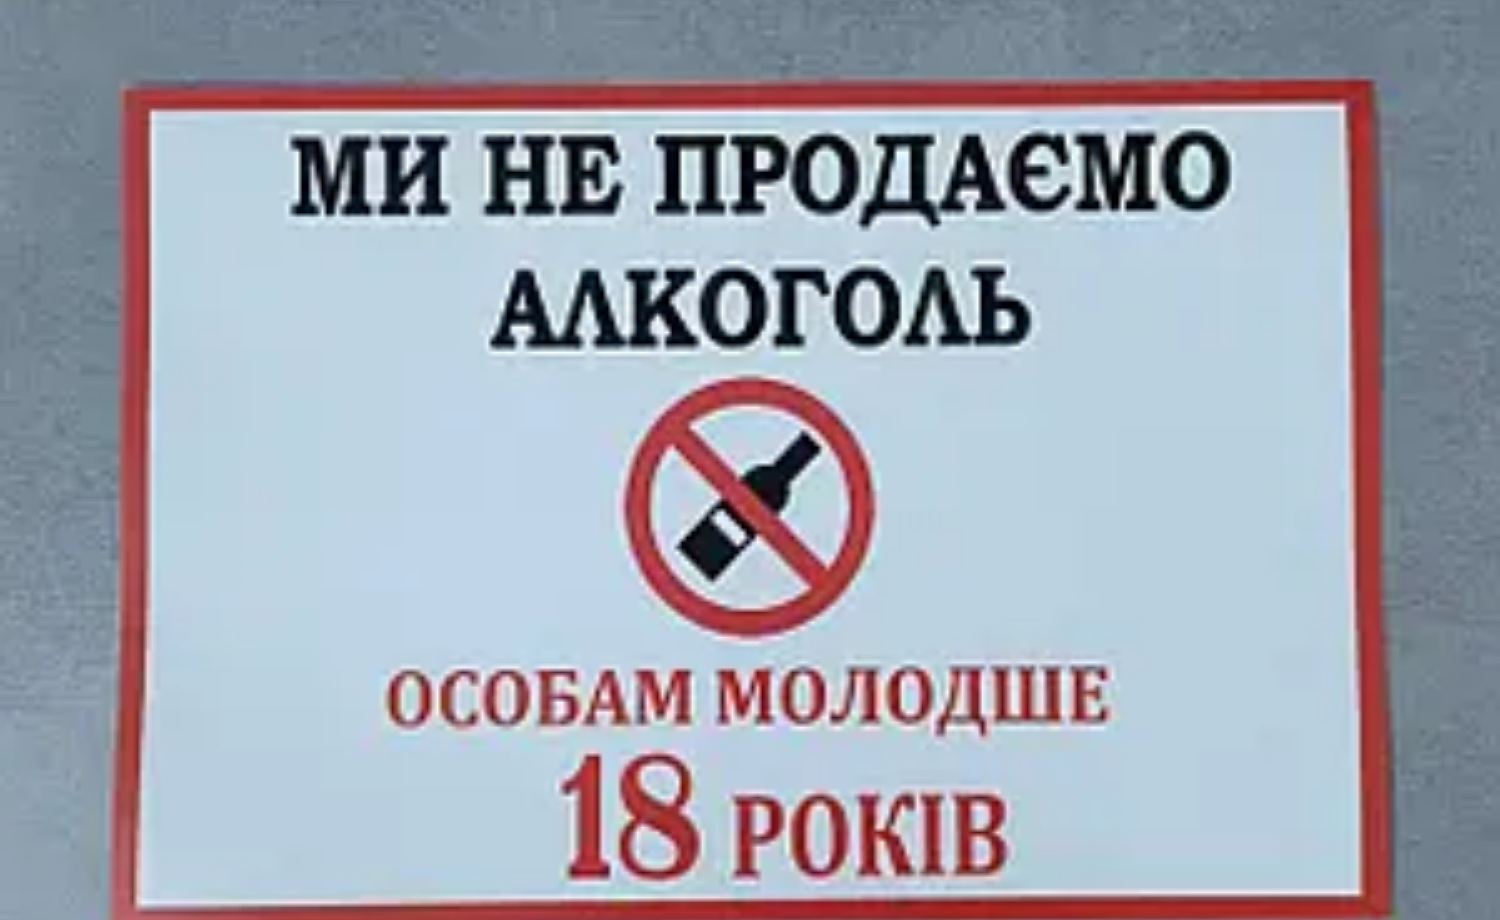 МИ НЕ ПРОДАЄМО
АЛКОГОЛЬ
ОСОБАМ МОЛОДШЕ
18 РОКІВ